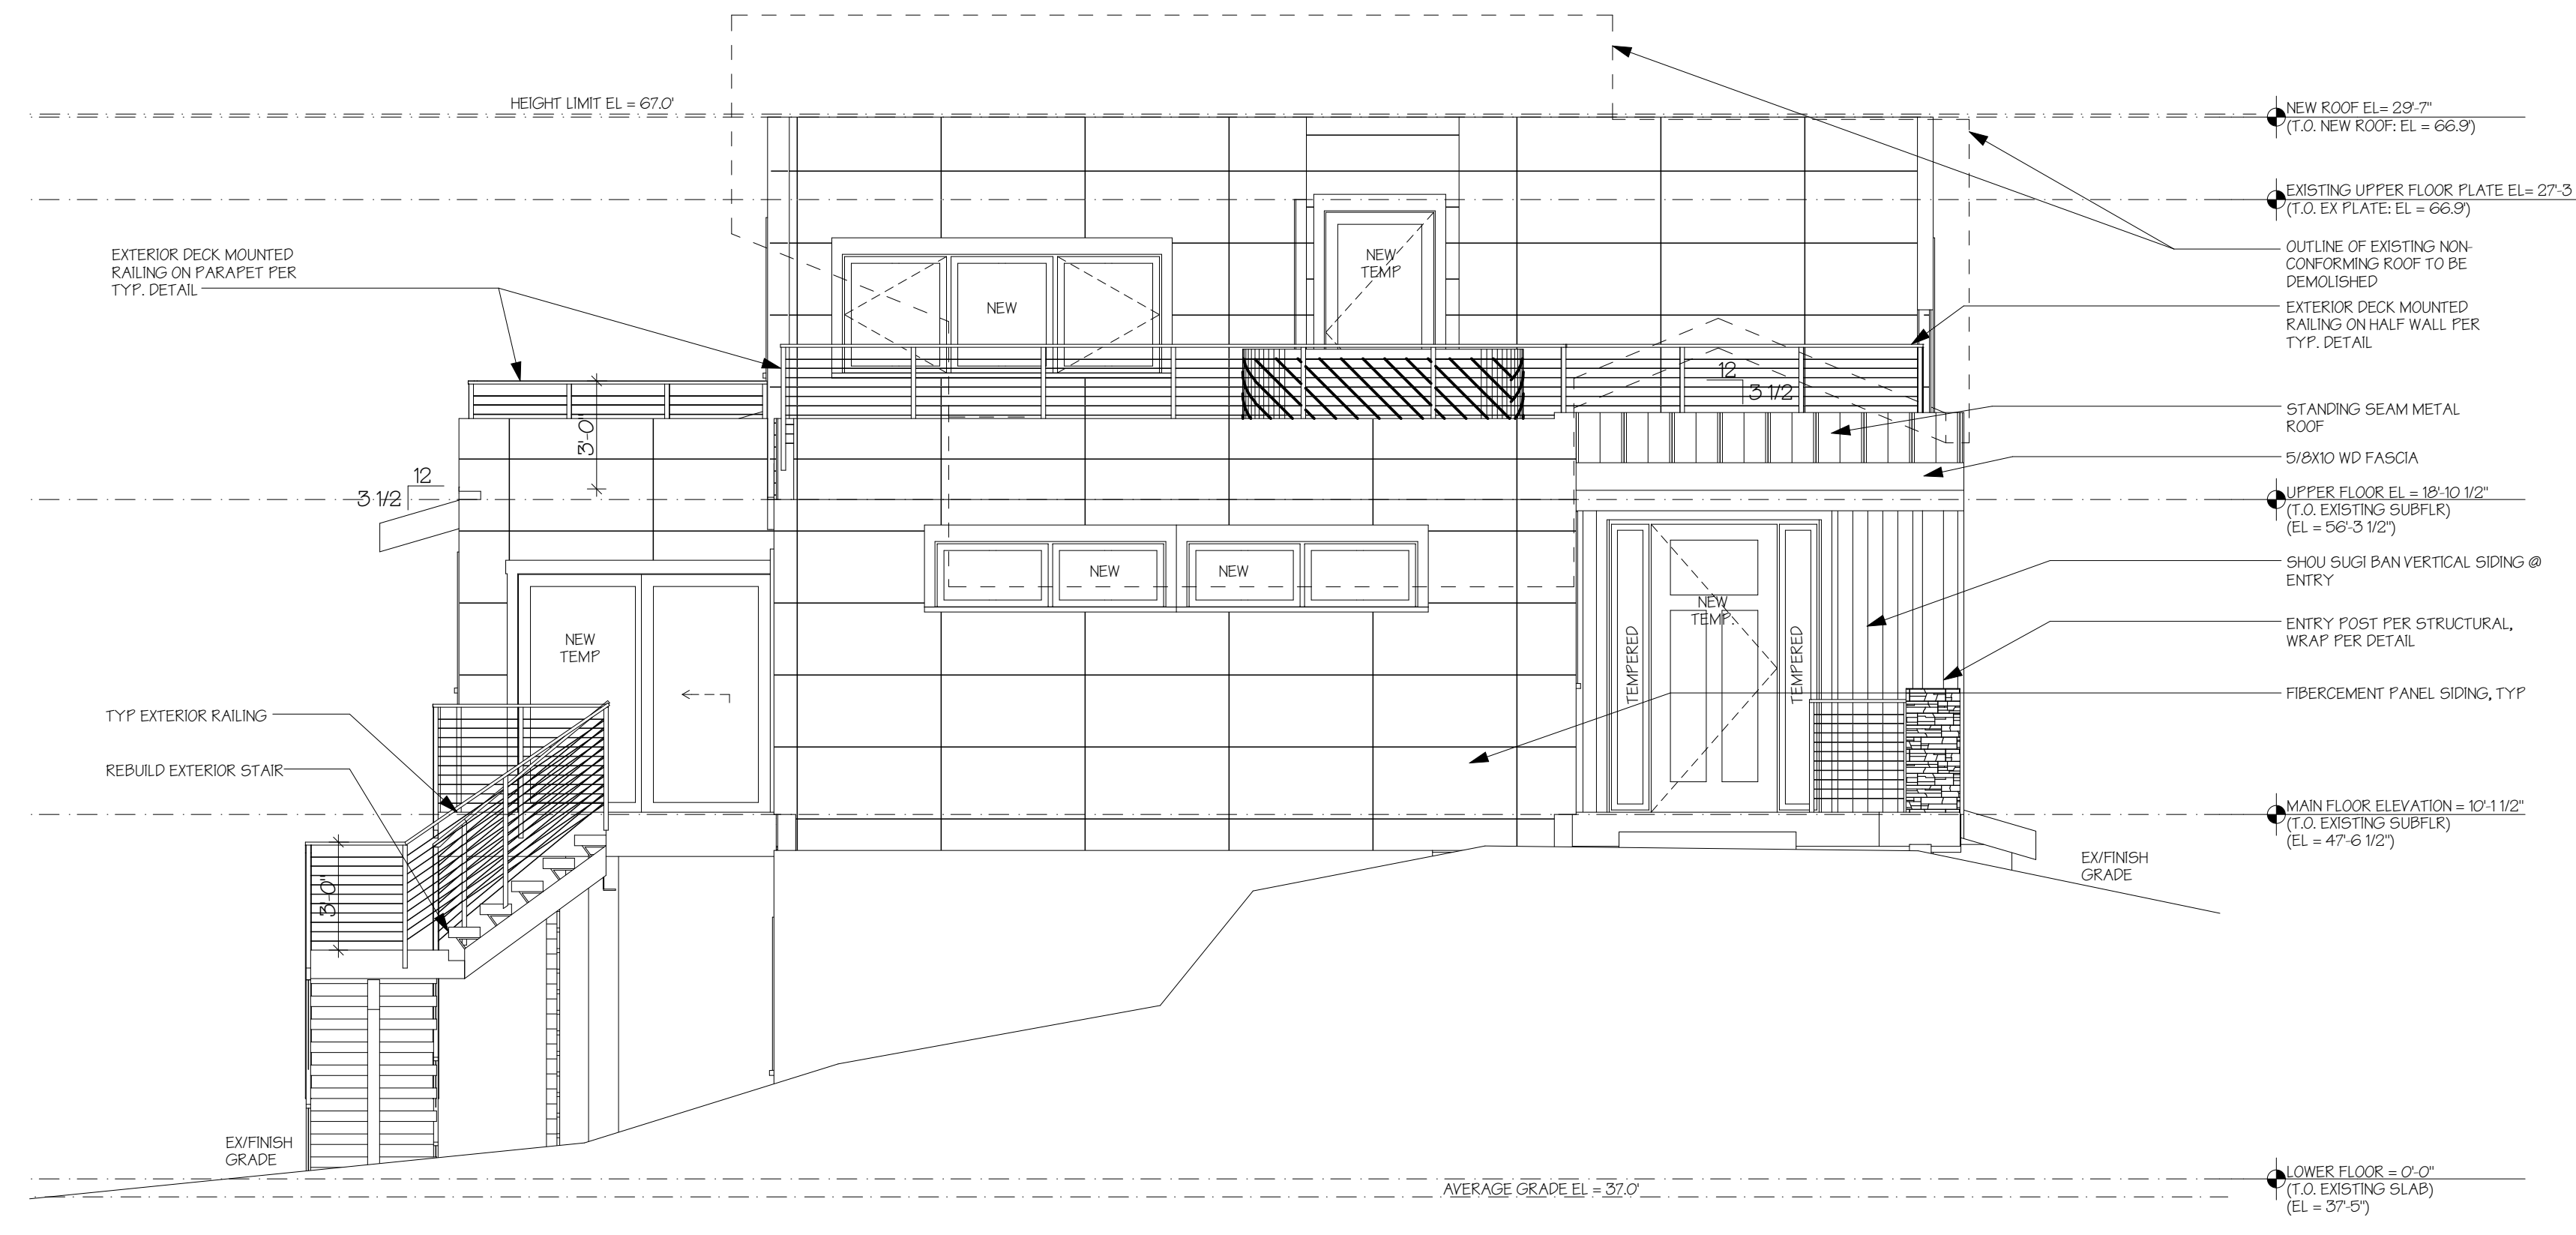 HEIGHT LIMIT EL = 67.0'
NEW ROOF EL= 29'-7"
(T.O. NEW ROOF: EL = 66.9')
EXISTING UPPER FLOOR PLATE EL= 27'-3
(T.O. EX PLATE: EL = 66.9')
OUTLINE OF EXISTING NON-
CONFORMING ROOF TO BE
DEMOLISHED
EXTERIOR DECK MOUNTED
RAILING ON PARAPET PER
TYP. DETAIL
NEW
TEMP
NEW
EXTERIOR DECK MOUNTED
RAILING ON HALF WALL PER
TYP. DETAIL
12
3 1/2
3'-0"
STANDING SEAM METAL
ROOF
5/8X10 WD FASCIA
12
3 1/2
UPPER FLOOR EL = 18'-10 1/2"
(T.O. EXISTING SUBFLR)
(EL = 56'-3 1/2")
NEW
NEW
SHOU SUGI BAN VERTICAL SIDING @
ENTRY
NEW
TEMP.
TEMPERED
TEMPERED
NEW
TEMP
ENTRY POST PER STRUCTURAL,
WRAP PER DETAIL
FIBERCEMENT PANEL SIDING, TYP
TYP EXTERIOR RAILING
REBUILD EXTERIOR STAIR
MAIN FLOOR ELEVATION = 10'-1 1/2"
(T.O. EXISTING SUBFLR)
(EL = 47'-6 1/2")
EX/FINISH
GRADE
3'-0"
EX/FINISH
GRADE
AVERAGE GRADE EL = 37.0'
LOWER FLOOR = 0'-0"
(T.O. EXISTING SLAB)
(EL = 37'-5")